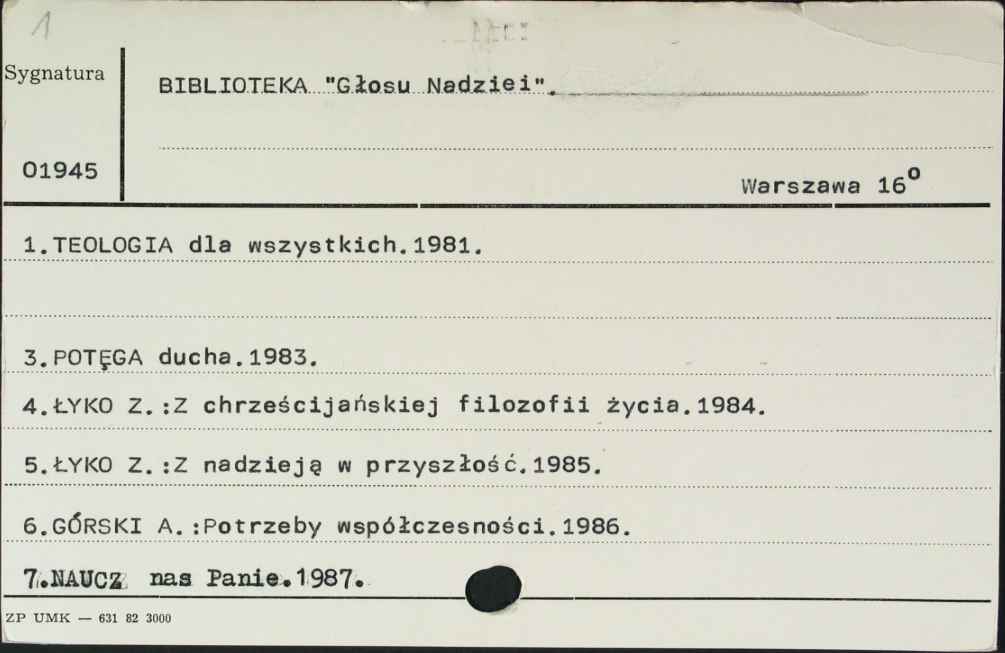 1
Sygnatura
BIBLIOTEKA "Głosu Nadziei".
01945
Warszawa 16°
1.TEOLOGIA dla wszystkich.1981.
3.POTĘGA ducha.1983.
4.ŁYKO Z.:Z chrześcijańskiej filozofii życia.1984.
5.ŁYKO Z.:Z nadzieją w przyszłość.1985.
6.GÓRSKI A.:Potrzeby współczesności.1986.
7.NAUCZ nas Panie.1987.
ZP UMK — 631 82 3000